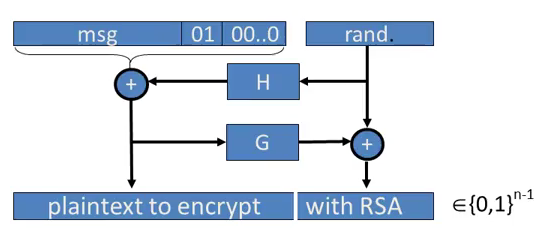 msg 01 00..0 rand.
+ H
G +
plaintext to encrypt with RSA ∈{0,1}ⁿ⁻¹